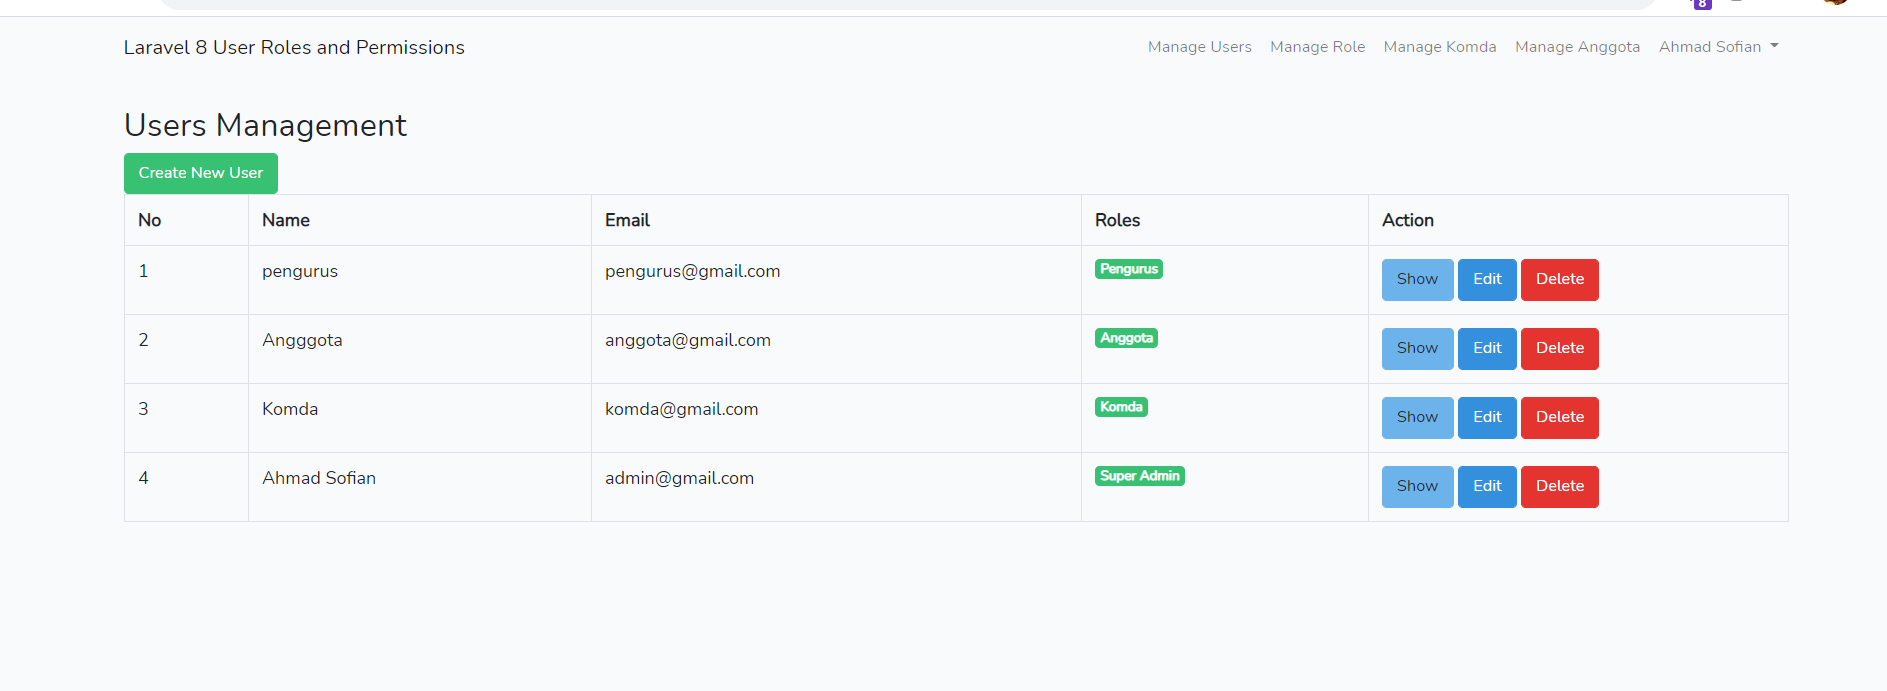 8
Laravel 8 User Roles and Permissions Manage Users Manage Role Manage Komda Manage Anggota Ahmad Sofian
Users Management
Create New User
No Name Email Roles Action
1 pengurus pengurus@gmail.com Pengurus Show Edit Delete
2 Angggota anggota@gmail.com Anggota Show Edit Delete
3 Komda komda@gmail.com Komda Show Edit Delete
4 Ahmad Sofian admin@gmail.com Super Admin Show Edit Delete